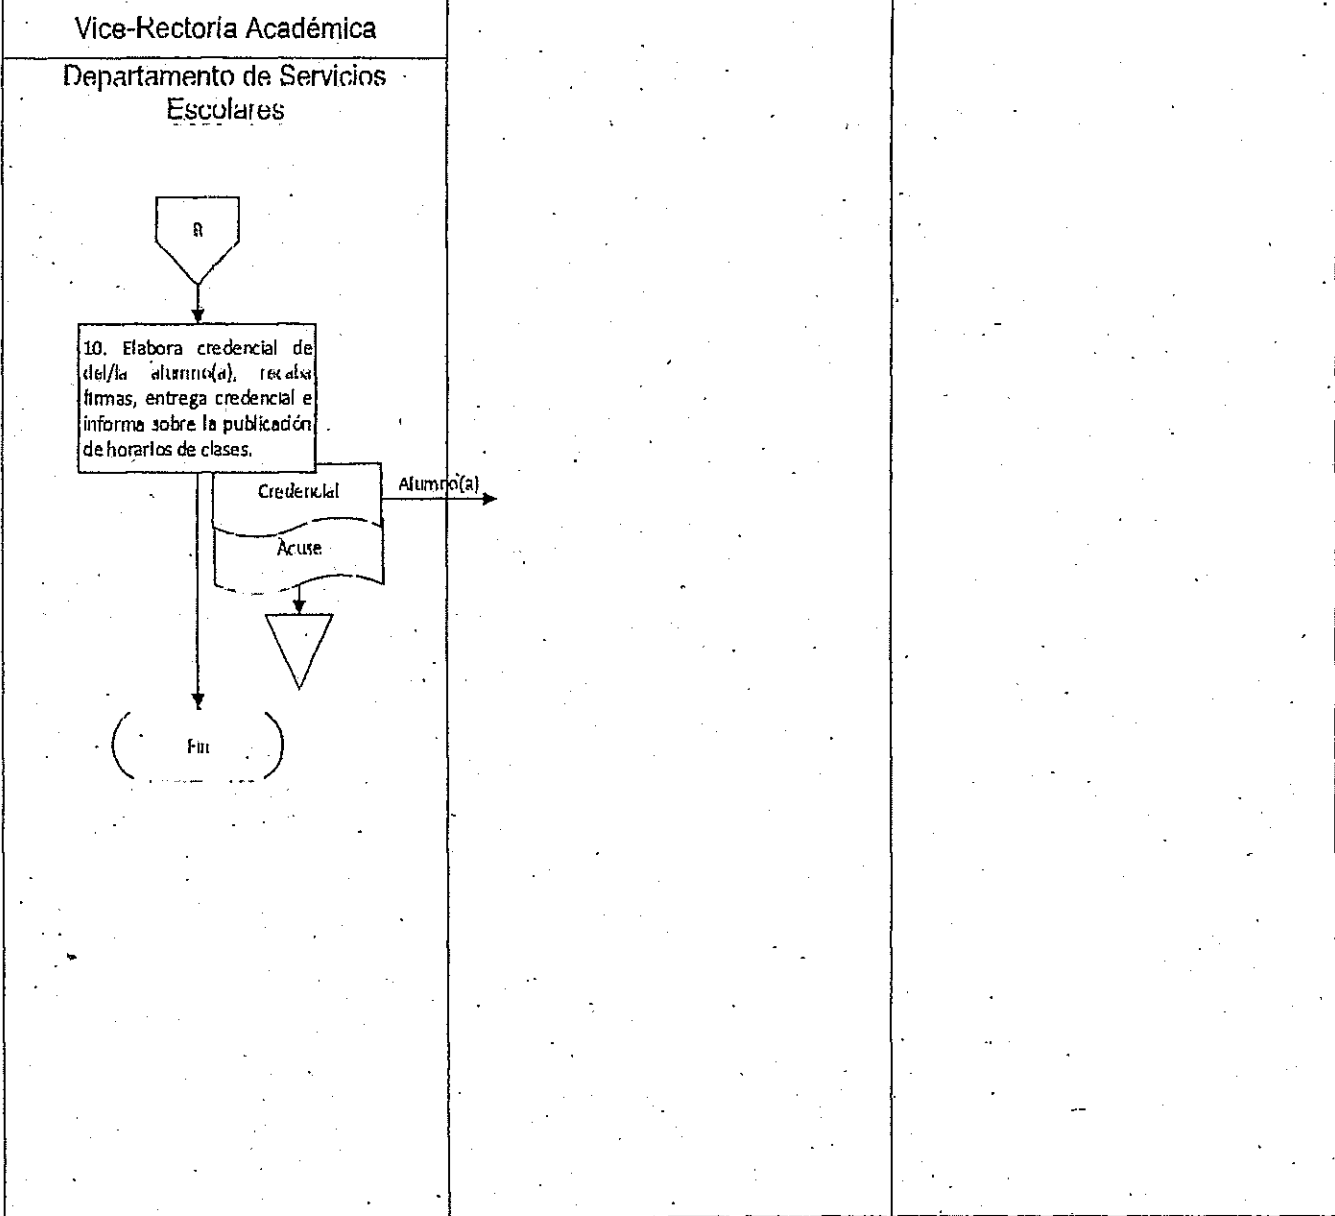 Vice-Rectoría Académica
Departamento de Servicios
Escolares
10. Elabora credencial de
del/la alumno(a), recaba
firmas, entrega credencial e
informa sobre la publicación
de horarios de clases.
Credencial
Alumno(a)
Acuse
Fin